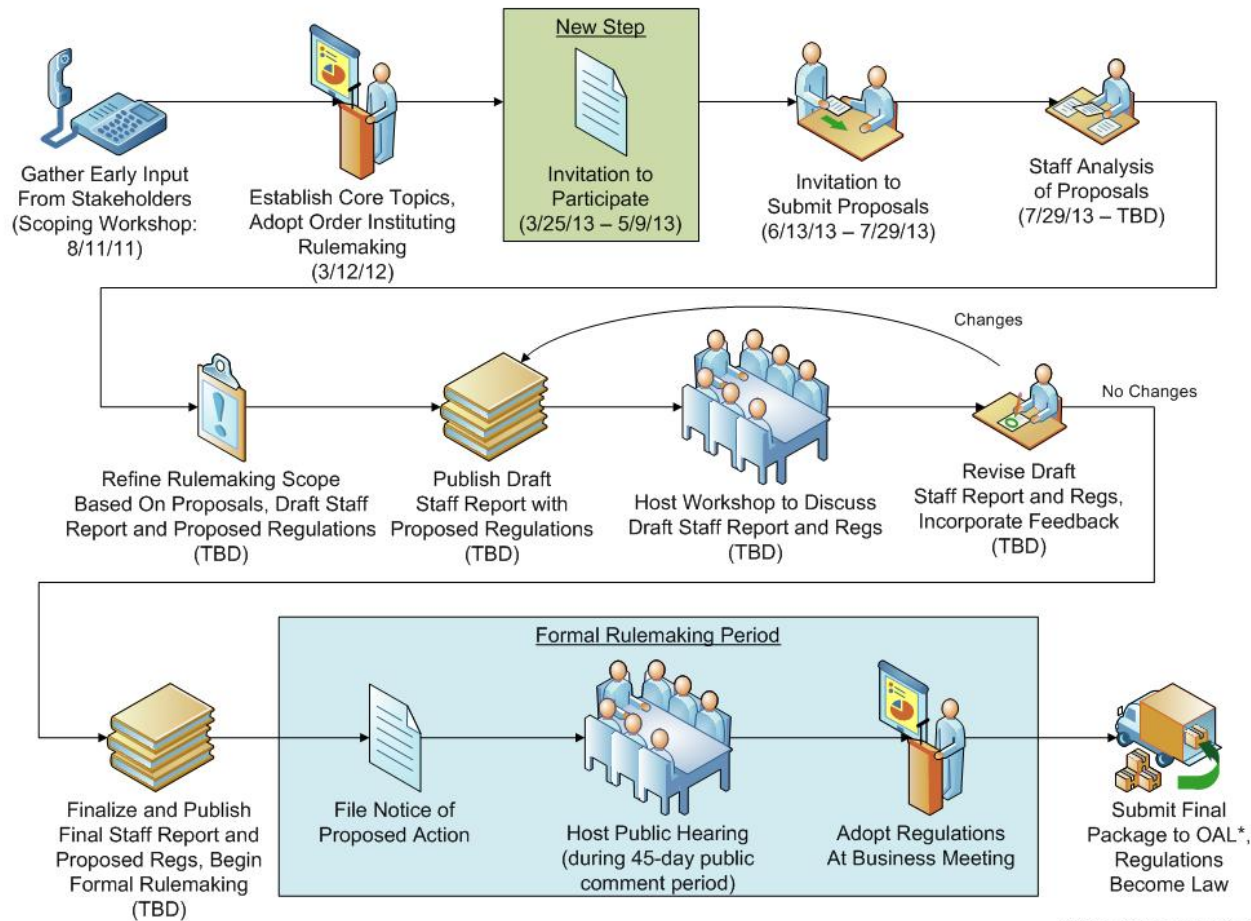 New Step
Gather Early Input
From Stakeholders
(Scoping Workshop:
8/11/11)
Establish Core Topics,
Adopt Order Instituting
Rulemaking
(3/12/12)
Invitation to
Participate
(3/25/13 – 5/9/13)
Invitation to
Submit Proposals
(6/13/13 – 7/29/13)
Staff Analysis
of Proposals
(7/29/13 – TBD)
Changes
No Changes
Refine Rulemaking Scope
Based On Proposals, Draft Staff
Report and Proposed Regulations
(TBD)
Publish Draft
Staff Report with
Proposed Regulations
(TBD)
Host Workshop to Discuss
Draft Staff Report and Regs
(TBD)
Revise Draft
Staff Report and Regs,
Incorporate Feedback
(TBD)
Formal Rulemaking Period
Finalize and Publish
Final Staff Report and
Proposed Regs, Begin
Formal Rulemaking
(TBD)
File Notice of
Proposed Action
Host Public Hearing
(during 45-day public
comment period)
Adopt Regulations
At Business Meeting
Submit Final
Package to OAL*,
Regulations
Become Law